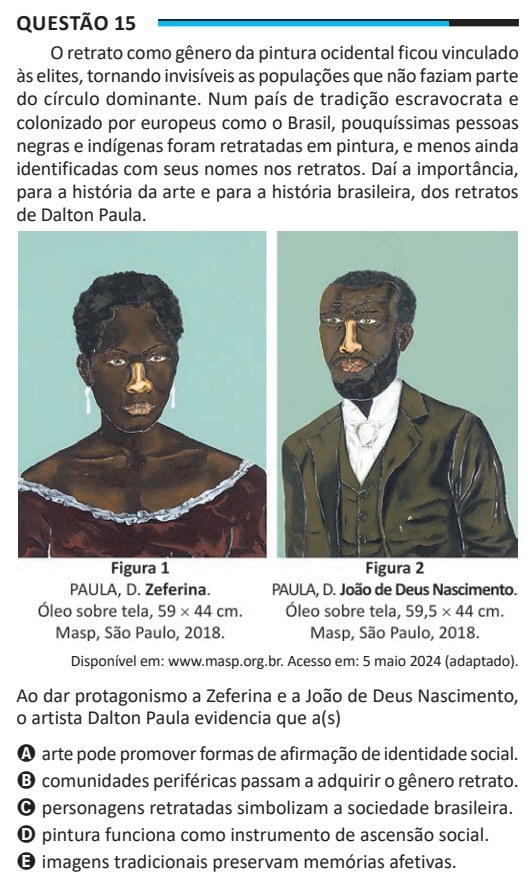 QUESTÃO 15
O retrato como gênero da pintura ocidental ficou vinculado
às elites, tornando invisíveis as populações que não faziam parte
do círculo dominante. Num país de tradição escravocrata e
colonizado por europeus como o Brasil, pouquíssimas pessoas
negras e indígenas foram retratadas em pintura, e menos ainda
identificadas com seus nomes nos retratos. Daí a importância,
para a história da arte e para a história brasileira, dos retratos
de Dalton Paula.
Figura 1
PAULA, D. Zeferina.
Óleo sobre tela, 59 × 44 cm.
Masp, São Paulo, 2018.
Figura 2
PAULA, D. João de Deus Nascimento.
Óleo sobre tela, 59,5 × 44 cm.
Masp, São Paulo, 2018.
Disponível em: www.masp.org.br. Acesso em: 5 maio 2024 (adaptado).
Ao dar protagonismo a Zeferina e a João de Deus Nascimento,
o artista Dalton Paula evidencia que a(s)
A arte pode promover formas de afirmação de identidade social.
B comunidades periféricas passam a adquirir o gênero retrato.
C personagens retratadas simbolizam a sociedade brasileira.
D pintura funciona como instrumento de ascensão social.
E imagens tradicionais preservam memórias afetivas.